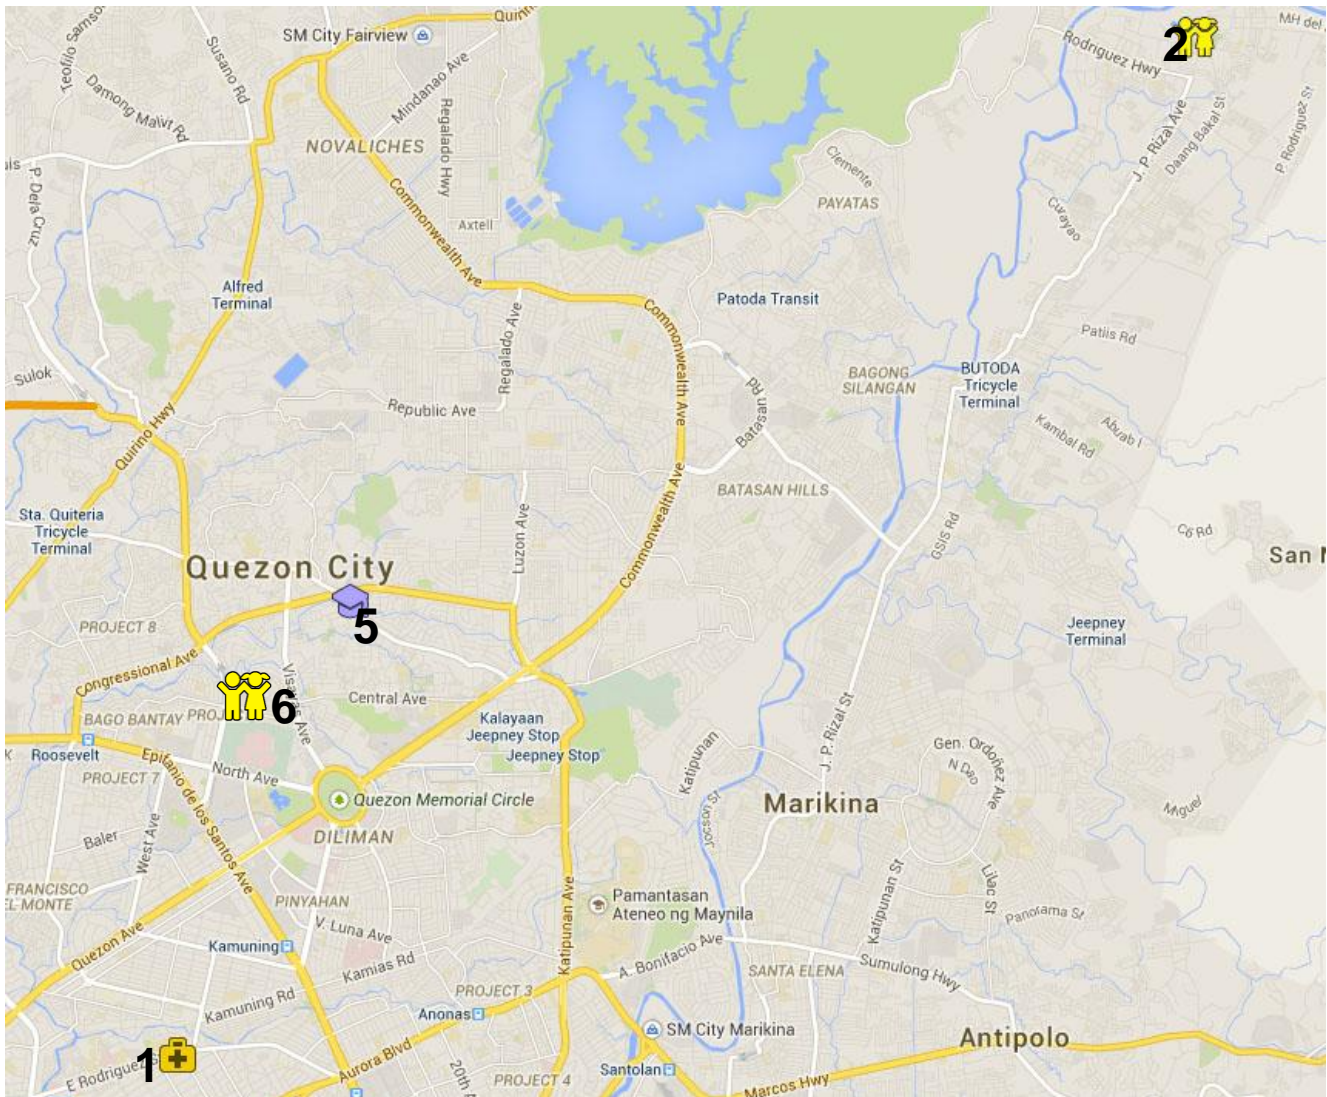 SM City Fairview
Quirin
MH del
2
Rodriguez Hwy
Teofilo Samso
Susano Rd
Mindanao Ave
Damong Maliit Rd
Regalado Hwy
NOVALICHES
J. P. Rizal Ave
Daang Bakal St
P. Rodriguez St
uis
P. Dela Cruz
Clemente
PAYATAS
Commonwealth Ave
Axtell
Curayao
Alfred
Terminal
Patoda Transit
Commonwealth Ave
Regalado Ave
Patiis Rd
Sulok
BAGONG
SILANGAN
BUTODA
Tricycle
Terminal
Republic Ave
Batasan Rd
Quirino Hwy
Kambal Rd
Abuab I
BATASAN HILLS
Sta. Quiteria
Tricycle
Terminal
Luzon Ave
Commonwealth Ave
GSIS Rd
C6 Rd
San M
Quezon City
5
PROJECT 8
Jeepney
Terminal
Congressional Ave
Visayas Ave
6
Central Ave
BAGO BANTAY
PROJ
Kalayaan
Jeepney Stop
Jeepney Stop
J. P. Rizal St
K
Roosevelt
Epifanio de los Santos Ave
North Ave
PROJECT 7
Katipunan
Gen. Ordoñez Ave
N Dao
Quezon Memorial Circle
Marikina
Miguel
Jocson St
Baler
West Ave
DILIMAN
FRANCISCO
EL MONTE
PINYAHAN
Pamantasan
Ateneo ng Maynila
Katipunan St
Lilac St
Panorama St
V. Luna Ave
Quezon Ave
Kamuning
Katipunan Ave
A. Bonifacio Ave
Kamias Rd
SANTA ELENA
Sumulong Hwy
PROJECT 3
Kamuning Rd
Anonas
SM City Marikina
Antipolo
1
E Rodriguez S
Aurora Blvd
20th A
PROJECT 4
Santolan
Marcos Hwy